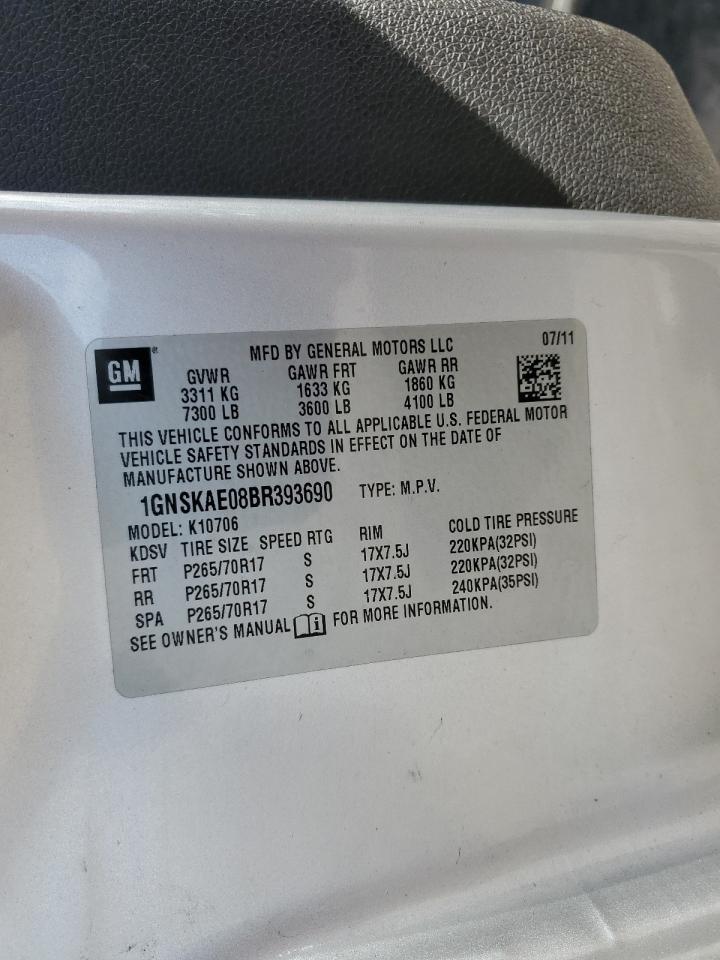 GM
®
MFD BY GENERAL MOTORS LLC 07/11
GVWR GAWR FRT GAWR RR
3311 KG 1633 KG 1860 KG
7300 LB 3600 LB 4100 LB
THIS VEHICLE CONFORMS TO ALL APPLICABLE U.S. FEDERAL MOTOR
VEHICLE SAFETY STANDARDS IN EFFECT ON THE DATE OF
MANUFACTURE SHOWN ABOVE.
1GNSKAE08BR393690 TYPE: M.P.V.
MODEL: K10706
KDSV TIRE SIZE SPEED RTG RIM COLD TIRE PRESSURE
FRT P265/70R17 S 17X7.5J 220KPA(32PSI)
RR P265/70R17 S 17X7.5J 220KPA(32PSI)
SPA P265/70R17 S 17X7.5J 240KPA(35PSI)
SEE OWNER'S MANUAL FOR MORE INFORMATION.